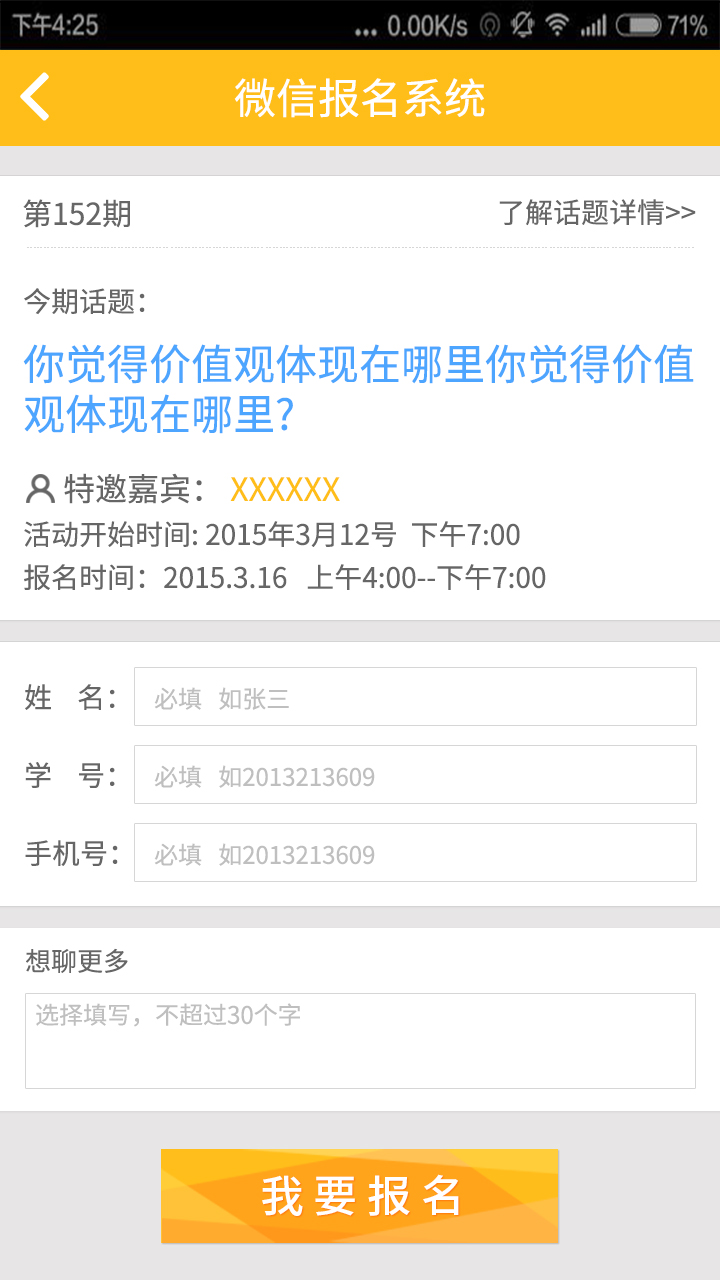 下午4:25 ... 0.00K/s 71%
微信报名系统
第152期 了解话题详情>>
今期话题：
你觉得价值观体现在哪里你觉得价值
观体现在哪里?
特邀嘉宾： XXXXXX
活动开始时间: 2015年3月12号 下午7:00
报名时间：2015.3.16 上午4:00--下午7:00
姓 名： 必填 如张三
学 号： 必填 如2013213609
手机号： 必填 如2013213609
想聊更多
选择填写，不超过30个字
我要报名